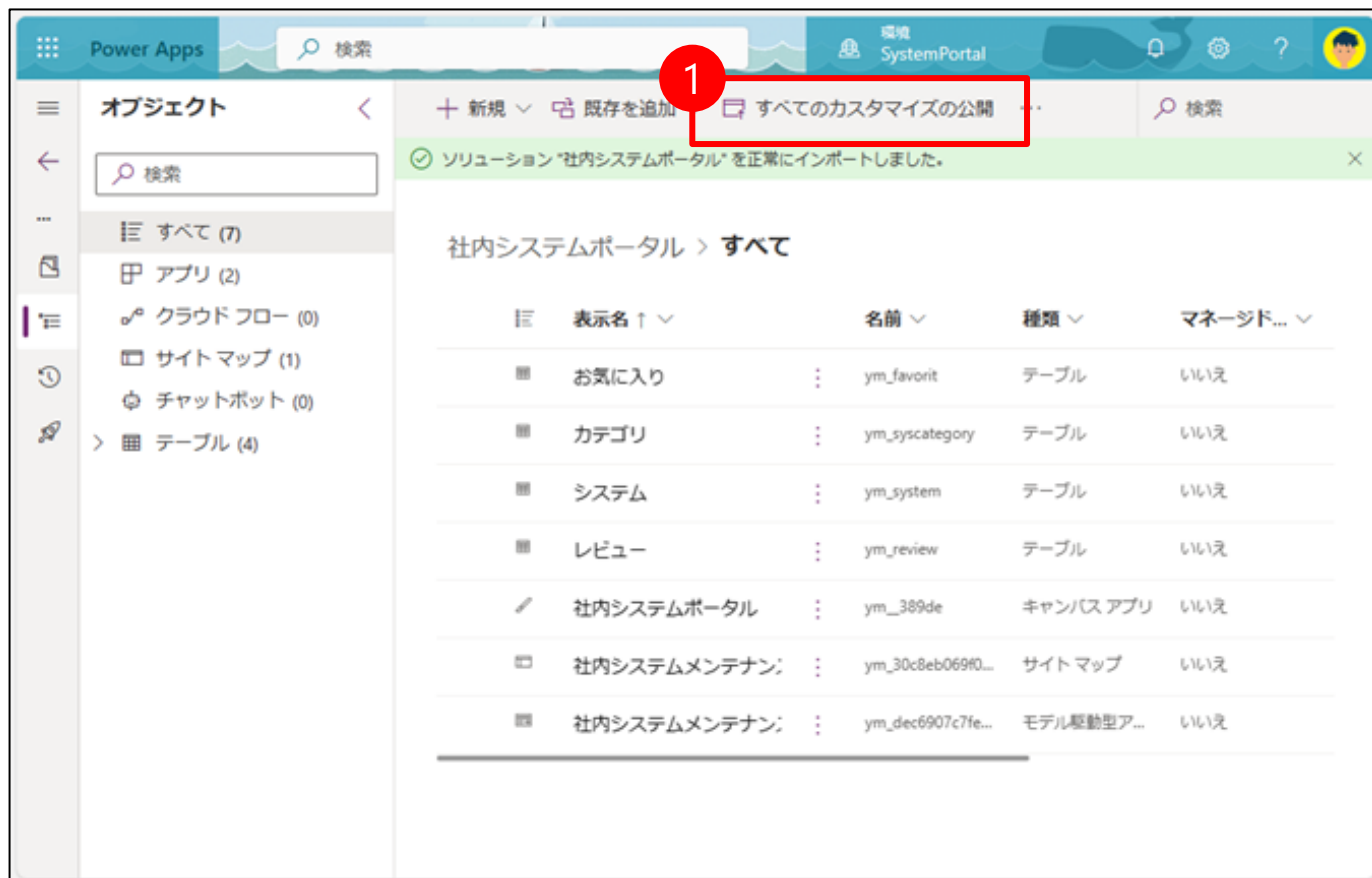 Power Apps
検索
環境
SystemPortal
?
1
オブジェクト
新規
既存を追加
すべてのカスタマイズの公開
…
検索
検索
ソリューション "社内システムポータル" を正常にインポートしました。
…
すべて (7)
アプリ (2)
クラウド フロー (0)
サイト マップ (1)
チャットボット (0)
テーブル (4)
社内システムポータル > すべて
表示名 ↑ 名前 種類 マネージド...
お気に入り ym_favorit テーブル いいえ
カテゴリ ym_syscategory テーブル いいえ
システム ym_system テーブル いいえ
レビュー ym_review テーブル いいえ
社内システムポータル ym__389de キャンバス アプリ いいえ
社内システムメンテナン ym_30c8eb069f0... サイト マップ いいえ
社内システムメンテナン ym_dec6907c7fe... モデル駆動型ア... いいえ